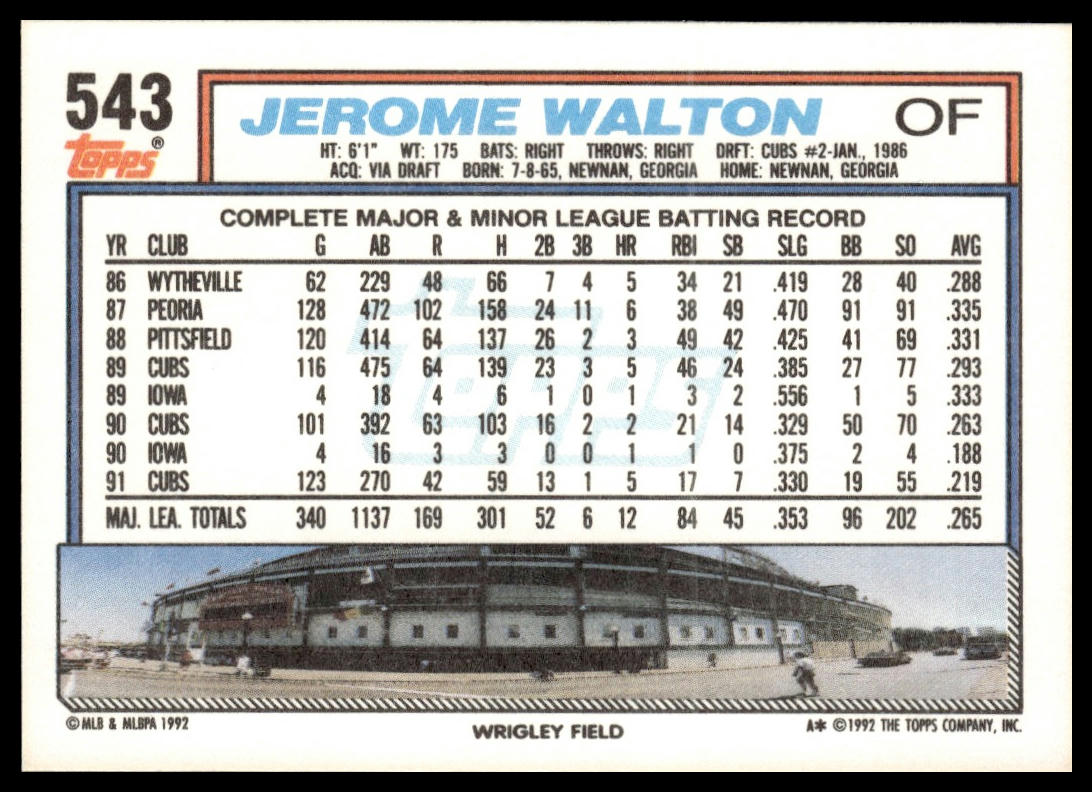 543
topps®
JEROME WALTON OF
HT: 6'1" WT: 175 BATS: RIGHT THROWS: RIGHT DRFT: CUBS #2-JAN., 1986
ACQ: VIA DRAFT BORN: 7-8-65, NEWNAN, GEORGIA HOME: NEWNAN, GEORGIA
COMPLETE MAJOR & MINOR LEAGUE BATTING RECORD
YR CLUB G AB R H 2B 3B HR RBI SB SLG BB SO AVG
86 WYTHEVILLE 62 229 48 66 7 4 5 34 21 .419 28 40 .288
87 PEORIA 128 472 102 158 24 11 6 38 49 .470 91 91 .335
88 PITTSFIELD 120 414 64 137 26 2 3 49 42 .425 41 69 .331
89 CUBS 116 475 64 139 23 3 5 46 24 .385 27 77 .293
89 IOWA 4 18 4 6 1 0 1 3 2 .556 1 5 .333
90 CUBS 101 392 63 103 16 2 2 21 14 .329 50 70 .263
90 IOWA 4 16 3 3 0 0 1 1 0 .375 2 4 .188
91 CUBS 123 270 42 59 13 1 5 17 7 .330 19 55 .219
MAJ. LEA. TOTALS 340 1137 169 301 52 6 12 84 45 .353 96 202 .265
topps
©MLB & MLBPA 1992
WRIGLEY FIELD
A* ©1992 THE TOPPS COMPANY, INC.